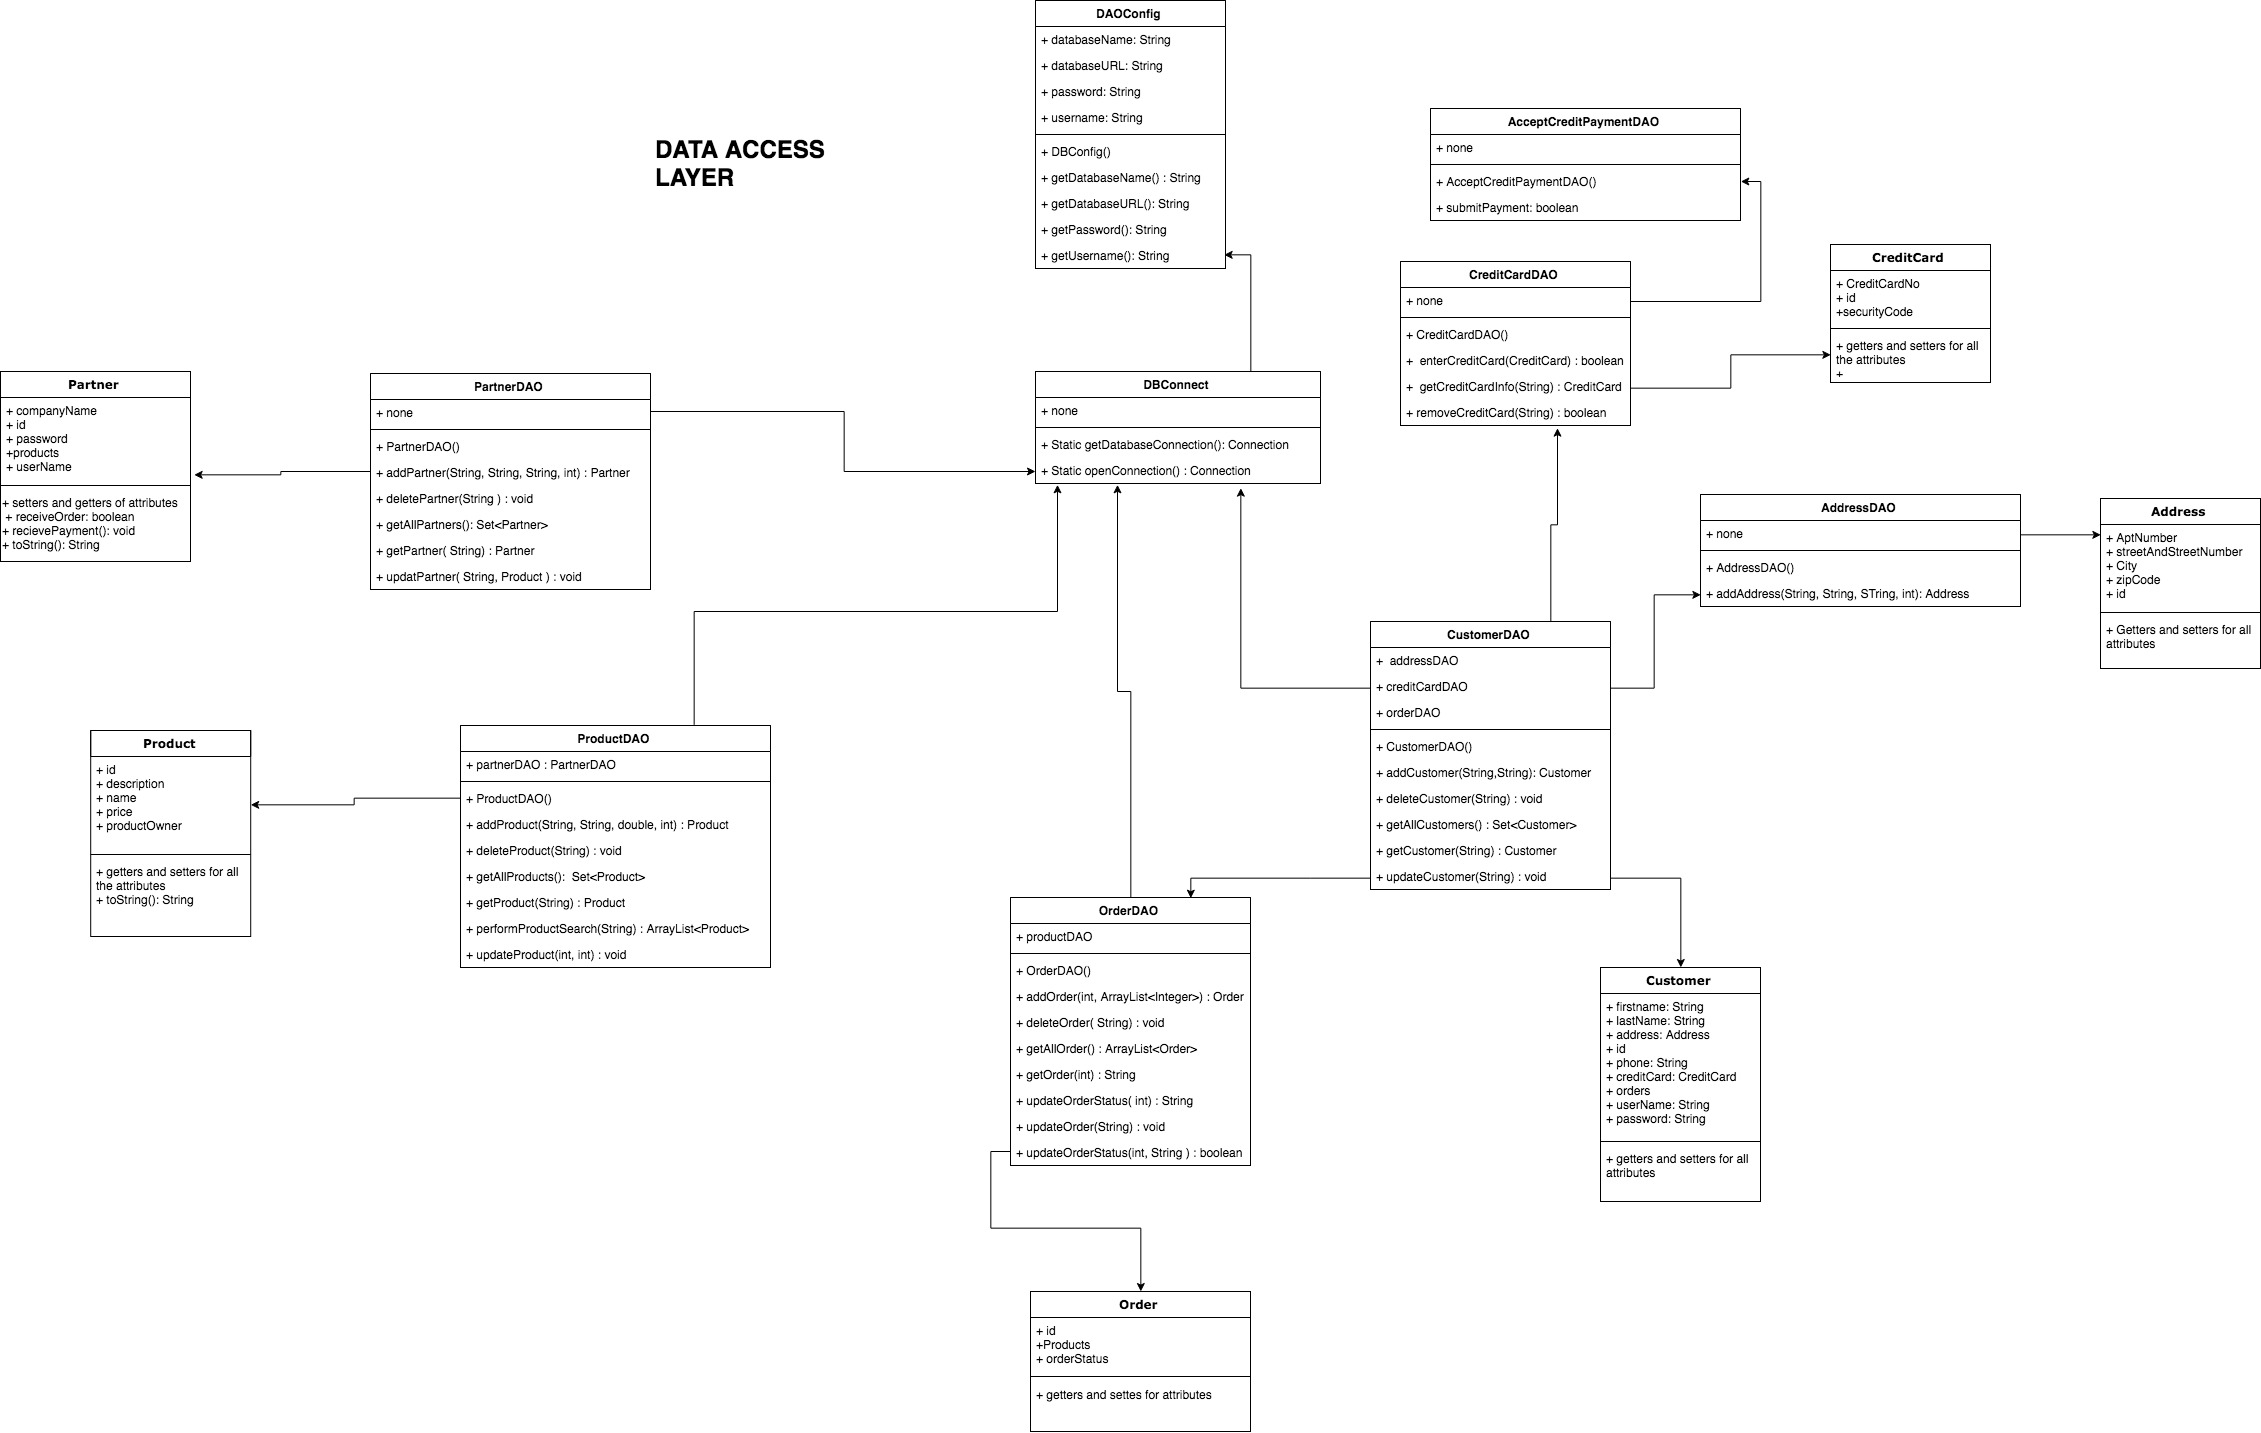 DAOConfig
+ databaseName: String
+ databaseURL: String
+ password: String
+ username: String
+ DBConfig()
+ getDatabaseName() : String
+ getDatabaseURL(): String
+ getPassword(): String
+ getUsername(): String
DATA ACCESS
LAYER
AcceptCreditPaymentDAO
+ none
+ AcceptCreditPaymentDAO()
+ submitPayment: boolean
CreditCardDAO
+ none
+ CreditCardDAO()
+  enterCreditCard(CreditCard) : boolean
+  getCreditCardInfo(String) : CreditCard
+ removeCreditCard(String) : boolean
CreditCard
+ CreditCardNo
+ id
+securityCode
+ getters and setters for all
the attributes
+
Partner
+ companyName
+ id
+ password
+products
+ userName
+ setters and getters of attributes
+ receiveOrder: boolean
+ recievePayment(): void
+ toString(): String
PartnerDAO
+ none
+ PartnerDAO()
+ addPartner(String, String, String, int) : Partner
+ deletePartner(String ) : void
+ getAllPartners(): Set<Partner>
+ getPartner( String) : Partner
+ updatPartner( String, Product ) : void
DBConnect
+ none
+ Static getDatabaseConnection(): Connection
+ Static openConnection() : Connection
AddressDAO
+ none
+ AddressDAO()
+ addAddress(String, String, STring, int): Address
Address
+ AptNumber
+ streetAndStreetNumber
+ City
+ zipCode
+ id
+ Getters and setters for all
attributes
CustomerDAO
+  addressDAO
+ creditCardDAO
+ orderDAO
+ CustomerDAO()
+ addCustomer(String,String): Customer
+ deleteCustomer(String) : void
+ getAllCustomers() : Set<Customer>
+ getCustomer(String) : Customer
+ updateCustomer(String) : void
Product
+ id
+ description
+ name
+ price
+ productOwner
+ getters and setters for all
the attributes
+ toString(): String
ProductDAO
+ partnerDAO : PartnerDAO
+ ProductDAO()
+ addProduct(String, String, double, int) : Product
+ deleteProduct(String) : void
+ getAllProducts():  Set<Product>
+ getProduct(String) : Product
+ performProductSearch(String) : ArrayList<Product>
+ updateProduct(int, int) : void
OrderDAO
+ productDAO
+ OrderDAO()
+ addOrder(int, ArrayList<Integer>) : Order
+ deleteOrder( String) : void
+ getAllOrder() : ArrayList<Order>
+ getOrder(int) : String
+ updateOrderStatus( int) : String
+ updateOrder(String) : void
+ updateOrderStatus(int, String ) : boolean
Customer
+ firstname: String
+ lastName: String
+ address: Address
+ id
+ phone: String
+ creditCard: CreditCard
+ orders
+ userName: String
+ password: String
+ getters and setters for all
attributes
Order
+ id
+Products
+ orderStatus
+ getters and settes for attributes